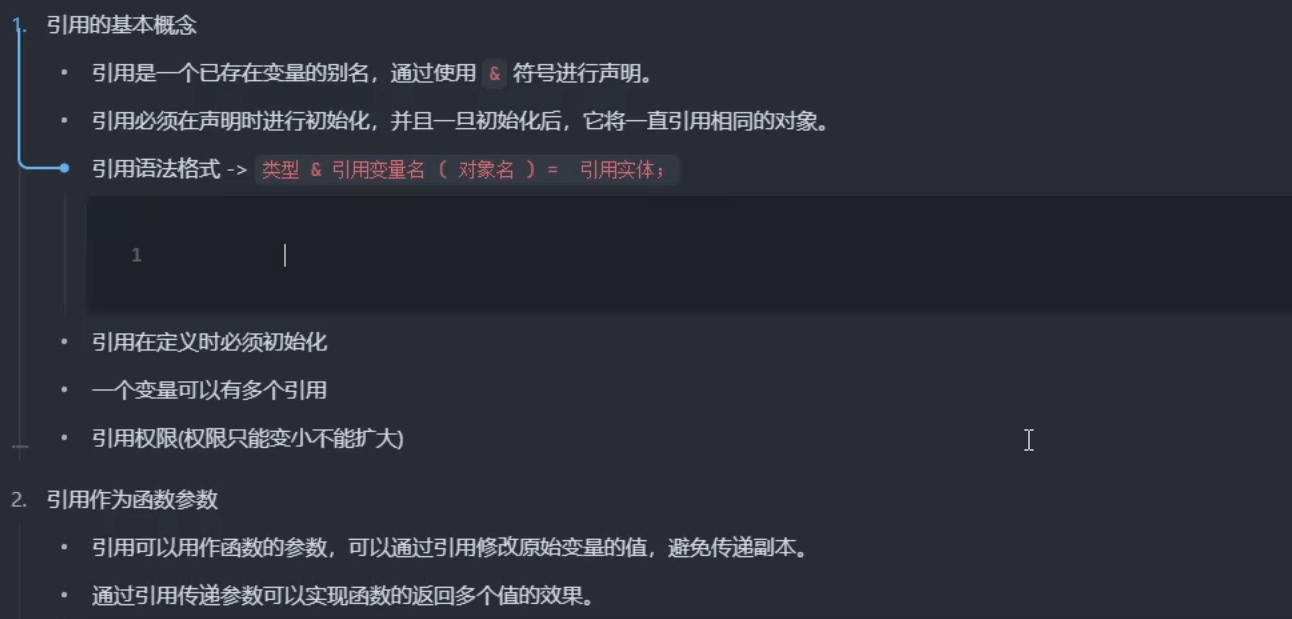 1. 引用的基本概念
• 引用是一个已存在变量的别名，通过使用 & 符号进行声明。
• 引用必须在声明时进行初始化，并且一旦初始化后，它将一直引用相同的对象。
引用语法格式 -> 类型 & 引用变量名 ( 对象名 ) = 引用实体；
1
• 引用在定义时必须初始化
• 一个变量可以有多个引用
• 引用权限(权限只能变小不能扩大)
2. 引用作为函数参数
• 引用可以用作函数的参数，可以通过引用修改原始变量的值，避免传递副本。
• 通过引用传递参数可以实现函数的返回多个值的效果。